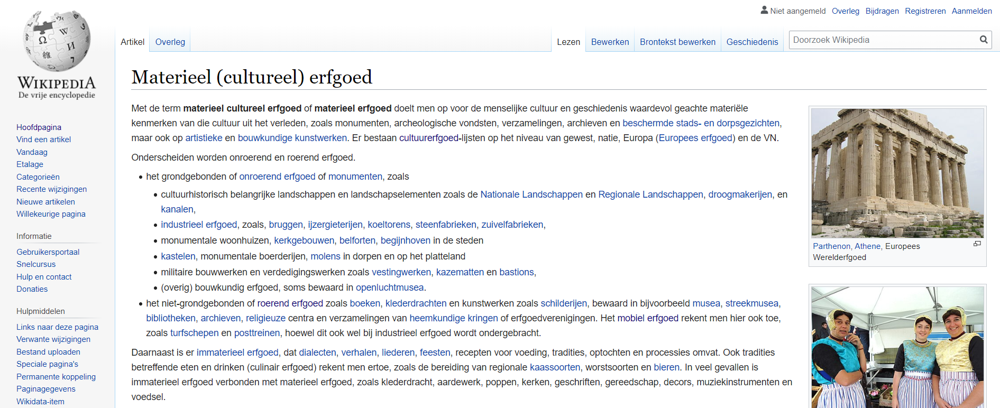 Niet aangemeld Overleg Bijdragen Registreren Aanmelden
Artikel Overleg Lezen Bewerken Brontekst bewerken Geschiedenis Doorzoek Wikipedia
WIKIPEDIA
De vrije encyclopedie
Hoofdpagina
Vind een artikel
Vandaag
Etalage
Categorieën
Recente wijzigingen
Nieuwe artikelen
Willekeurige pagina
Informatie
Gebruikersportaal
Snelcursus
Hulp en contact
Donaties
Hulpmiddelen
Links naar deze pagina
Verwante wijzigingen
Bestand uploaden
Speciale pagina's
Permanente koppeling
Paginagegevens
Wikidata-item
Materieel (cultureel) erfgoed
Met de term materieel cultureel erfgoed of materieel erfgoed doelt men op voor de menselijke cultuur en geschiedenis waardevol geachte materiële
kenmerken van die cultuur uit het verleden, zoals monumenten, archeologische vondsten, verzamelingen, archieven en beschermde stads- en dorpsgezichten,
maar ook op artistieke en bouwkundige kunstwerken. Er bestaan cultuurerfgoed-lijsten op het niveau van gewest, natie, Europa (Europees erfgoed) en de VN.
Onderscheiden worden onroerend en roerend erfgoed.
• het grondgebonden of onroerend erfgoed of monumenten, zoals
• cultuurhistorisch belangrijke landschappen en landschapselementen zoals de Nationale Landschappen en Regionale Landschappen, droogmakerijen, en
kanalen,
• industrieel erfgoed, zoals, bruggen, ijzergieterijen, koeltorens, steenfabrieken, zuivelfabrieken,
• monumentale woonhuizen, kerkgebouwen, belforten, begijnhoven in de steden
• kastelen, monumentale boerderijen, molens in dorpen en op het platteland
• militaire bouwwerken en verdedigingswerken zoals vestingwerken, kazematten en bastions,
• (overig) bouwkundig erfgoed, soms bewaard in openluchtmusea.
• het niet-grondgebonden of roerend erfgoed zoals boeken, klederdrachten en kunstwerken zoals schilderijen, bewaard in bijvoorbeeld musea, streekmusea,
bibliotheken, archieven, religieuze centra en verzamelingen van heemkundige kringen of erfgoedverenigingen. Het mobiel erfgoed rekent men hier ook toe,
zoals turfschepen en posttreinen, hoewel dit ook wel bij industrieel erfgoed wordt ondergebracht.
Daarnaast is er immaterieel erfgoed, dat dialecten, verhalen, liederen, feesten, recepten voor voeding, tradities, optochten en processies omvat. Ook tradities
betreffende eten en drinken (culinair erfgoed) rekent men ertoe, zoals de bereiding van regionale kaassoorten, worstsoorten en bieren. In veel gevallen is
immaterieel erfgoed verbonden met materieel erfgoed, zoals klederdracht, aardewerk, poppen, kerken, geschriften, gereedschap, decors, muziekinstrumenten en
voedsel.
Parthenon, Athene, Europees
Werelderfgoed